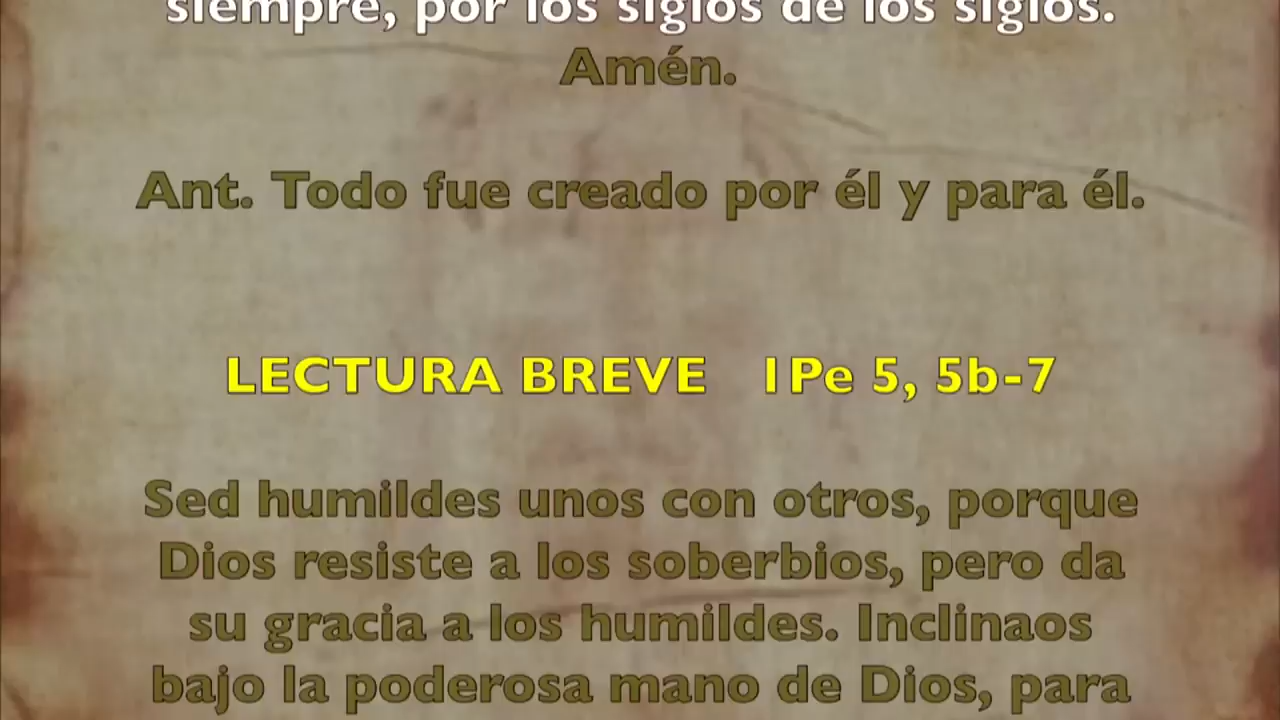 siempre, por los siglos de los siglos.
Amén.
Ant. Todo fue creado por él y para él.
LECTURA BREVE 1Pe 5, 5b-7
Sed humildes unos con otros, porque
Dios resiste a los soberbios, pero da
su gracia a los humildes. Inclinaos
bajo la poderosa mano de Dios, para